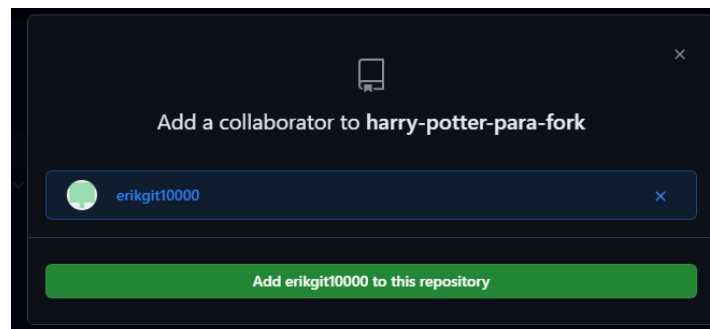 Add a collaborator to harry-potter-para-fork
erikgit10000
Add erikgit10000 to this repository